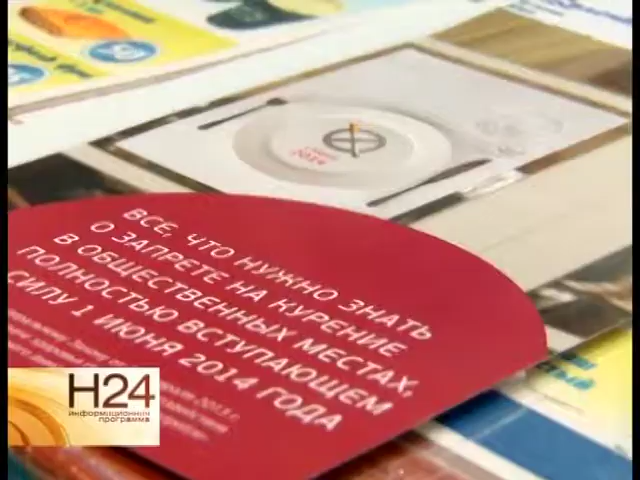 2014
ВСЕ, ЧТО НУЖНО ЗНАТЬ
О ЗАПРЕТЕ НА КУРЕНИЕ
В ОБЩЕСТВЕННЫХ МЕСТАХ,
ПОЛНОСТЬЮ ВСТУПАЮЩЕМ
СИЛУ 1 ИЮНЯ 2014 ГОДА
Н24
информационная
программа